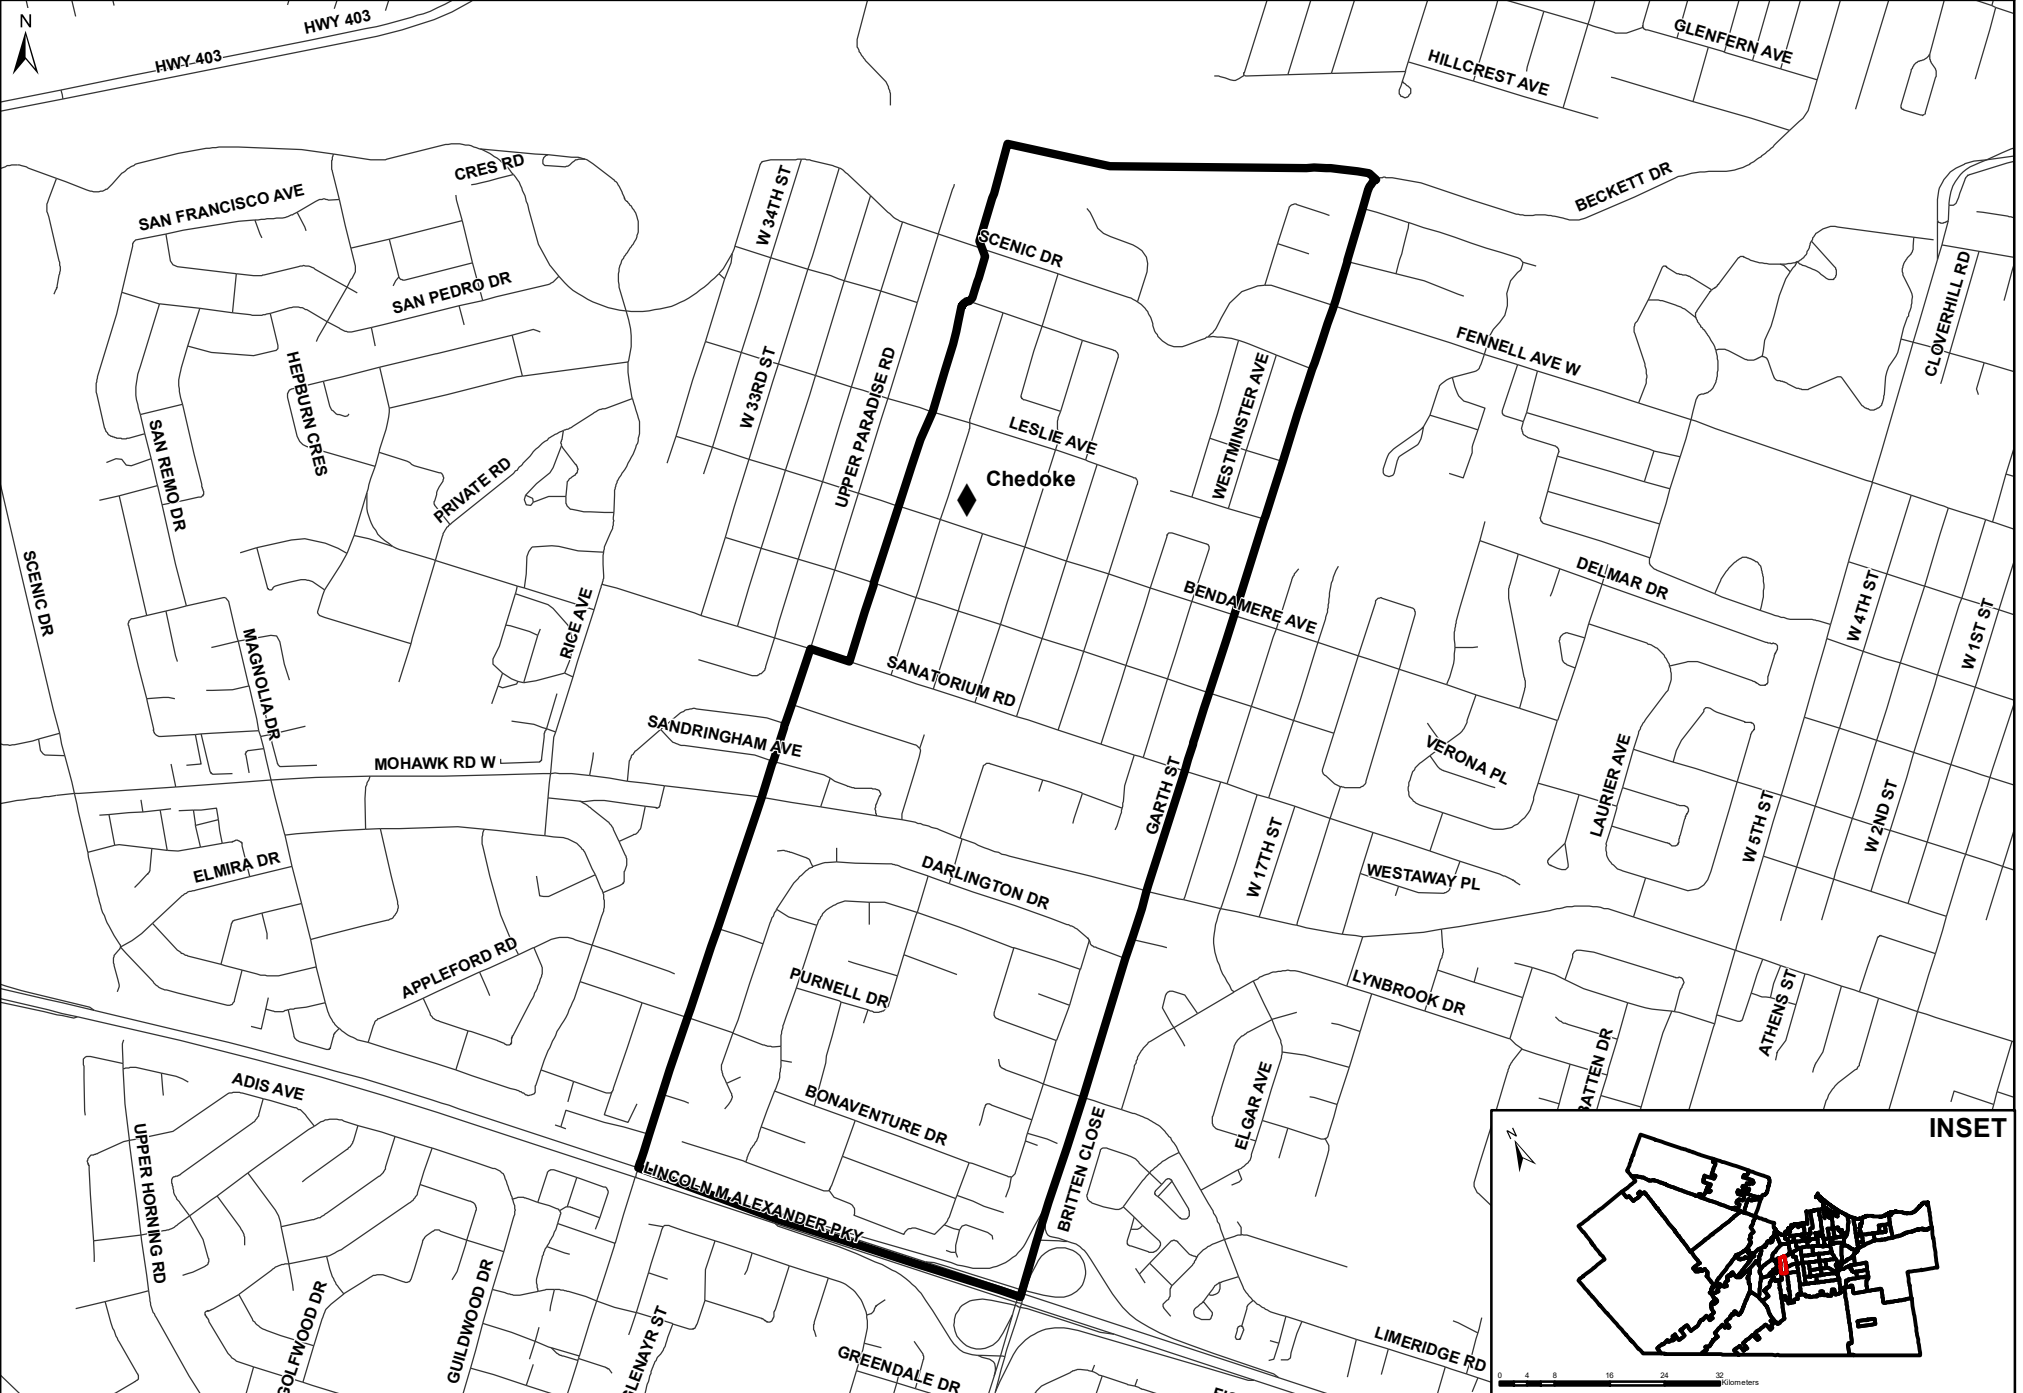 N
HWY 403
HWY 403
GLENFERN AVE
HILLCREST AVE
CRES RD
SAN FRANCISCO AVE
W 34TH ST
BECKETT DR
SCENIC DR
SAN PEDRO DR
CLOVERHILL RD
FENNELL AVE W
HEPBURN CRES
W 33RD ST
UPPER PARADISE RD
WESTMINSTER AVE
LESLIE AVE
SAN REMO DR
PRIVATE RD
Chedoke
SCENIC DR
RICE AVE
BENDAMERE AVE
DELMAR DR
W 4TH ST
W 1ST ST
MAGNOLIA DR
SANATORIUM RD
SANDRINGHAM AVE
MOHAWK RD W
GARTH ST
VERONA PL
LAURIER AVE
W 5TH ST
W 2ND ST
W 17TH ST
ELMIRA DR
DARLINGTON DR
WESTAWAY PL
APPLEFORD RD
PURNELL DR
LYNBROOK DR
ATHENS ST
BATTEN DR
ADIS AVE
BONAVENTURE DR
ELGAR AVE
UPPER HORNING RD
LINCOLN M ALEXANDER PKY
BRITTEN CLOSE
INSET
N
GOLFWOOD DR
GUILDWOOD DR
GLENAYR ST
GREENDALE DR
LIMERIDGE RD
0 4 8 16 24 32
Kilometers